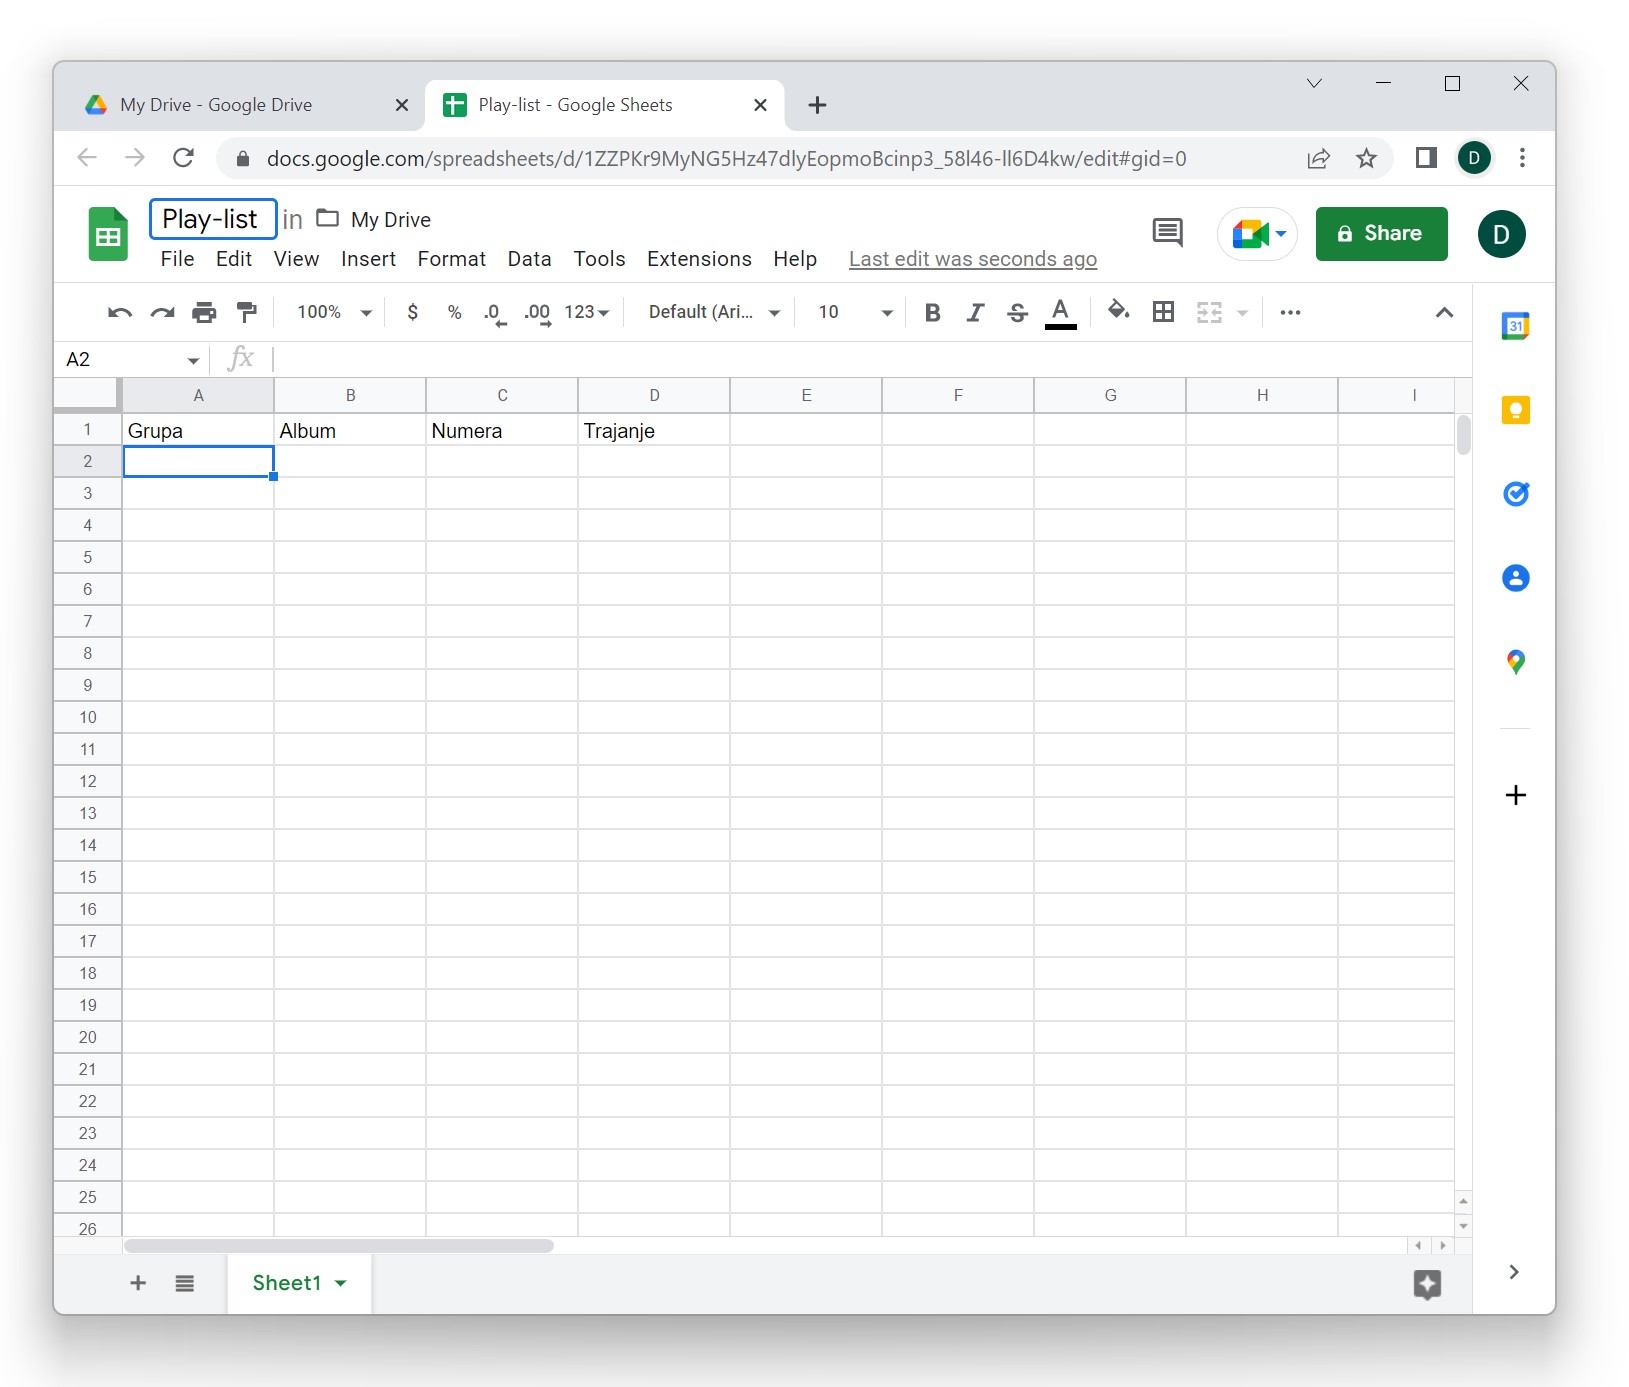 My Drive - Google Drive
Play-list - Google Sheets
docs.google.com/spreadsheets/d/1ZZPKr9MyNG5Hz47dlyEopmoBcinp3_58l46-ll6D4kw/edit#gid=0
D
Play-list in My Drive
Share
D
File Edit View Insert Format Data Tools Extensions Help Last edit was seconds ago
100% $ % .0 .00 123 Default (Ari... 10 B I S A
31
A2 fx
A B C D E F G H I
1 Grupa Album Numera Trajanje
2
3
4
5
6
7
8
9
10
11
12
13
14
15
16
17
18
19
20
21
22
23
24
25
26
Sheet1